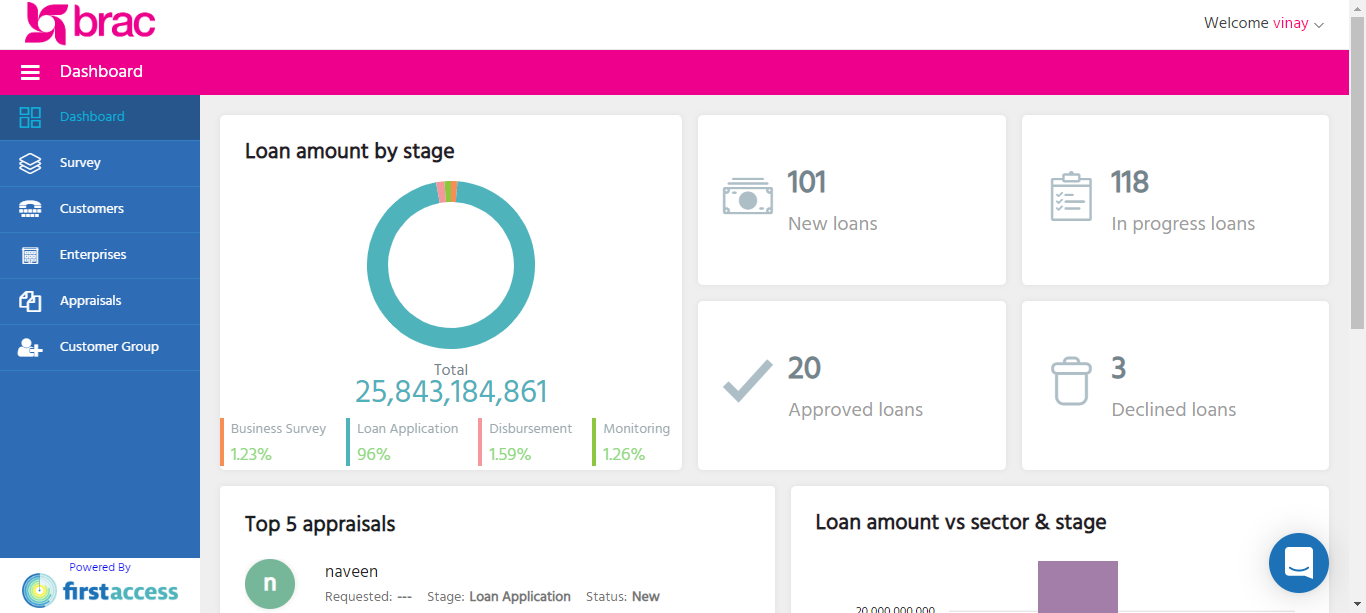 brac
Welcome vinay
Dashboard
Dashboard
Survey
Customers
Enterprises
Appraisals
Customer Group
Powered By
firstaccess
Loan amount by stage
Total
25,843,184,861
Business Survey
1.23%
Loan Application
96%
Disbursement
1.59%
Monitoring
1.26%
101
New loans
118
In progress loans
20
Approved loans
3
Declined loans
Top 5 appraisals
n
naveen
Requested: --- Stage: Loan Application Status: New
Loan amount vs sector & stage
20,000,000,000